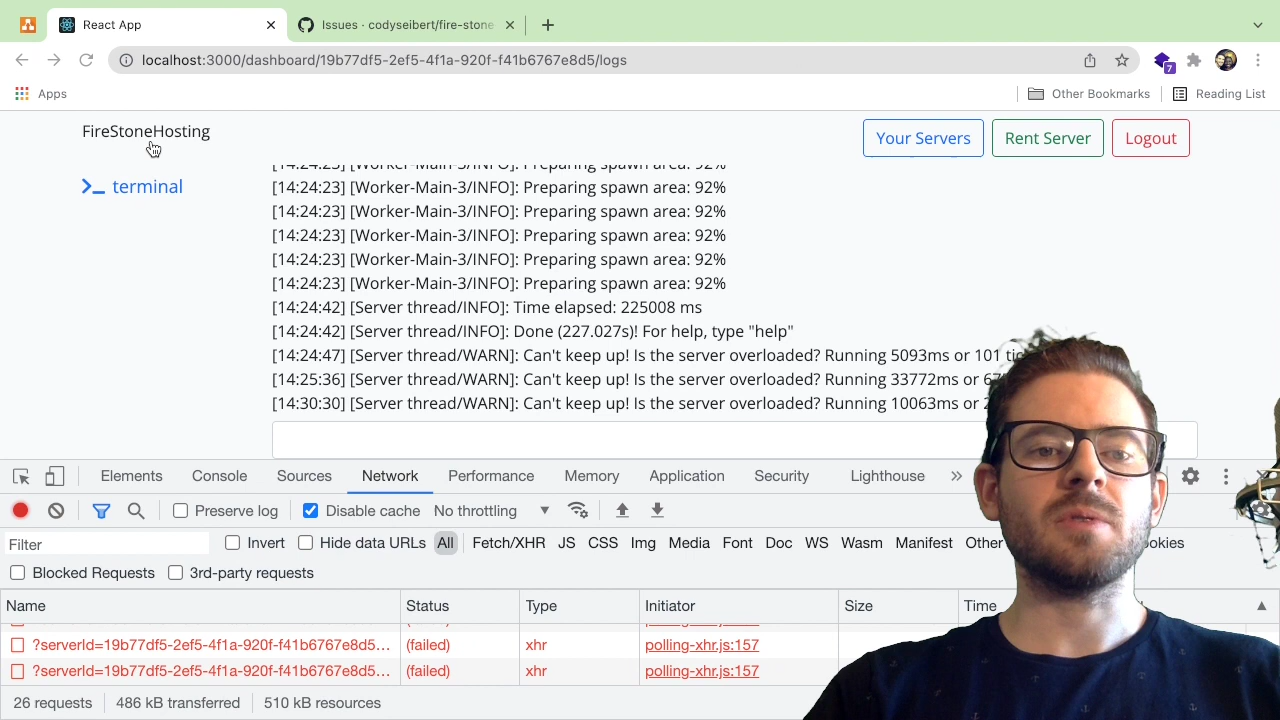 React App
Issues · codyseibert/fire-stone
localhost:3000/dashboard/19b77df5-2ef5-4f1a-920f-f41b6767e8d5/logs
7
Apps
Other Bookmarks
Reading List
FireStoneHosting
Your Servers
Rent Server
Logout
terminal
[14:24:23] [Worker-Main-3/INFO]: Preparing spawn area: 92%
[14:24:23] [Worker-Main-3/INFO]: Preparing spawn area: 92%
[14:24:23] [Worker-Main-3/INFO]: Preparing spawn area: 92%
[14:24:23] [Worker-Main-3/INFO]: Preparing spawn area: 92%
[14:24:23] [Worker-Main-3/INFO]: Preparing spawn area: 92%
[14:24:23] [Worker-Main-3/INFO]: Preparing spawn area: 92%
[14:24:42] [Server thread/INFO]: Time elapsed: 225008 ms
[14:24:42] [Server thread/INFO]: Done (227.027s)! For help, type "help"
[14:24:47] [Server thread/WARN]: Can't keep up! Is the server overloaded? Running 5093ms or 101
[14:25:36] [Server thread/WARN]: Can't keep up! Is the server overloaded? Running 33772ms or
[14:30:30] [Server thread/WARN]: Can't keep up! Is the server overloaded? Running 10063ms or
Elements Console Sources Network Performance Memory Application Security Lighthouse »
Preserve log Disable cache No throttling
Filter Invert Hide data URLs All Fetch/XHR JS CSS Img Media Font Doc WS Wasm Manifest Other
Blocked Requests 3rd-party requests
Name Status Type Initiator Size Time
?serverId=19b77df5-2ef5-4f1a-920f-f41b6767e8d5... (failed) xhr polling-xhr.js:157
?serverId=19b77df5-2ef5-4f1a-920f-f41b6767e8d5... (failed) xhr polling-xhr.js:157
26 requests 486 kB transferred 510 kB resources